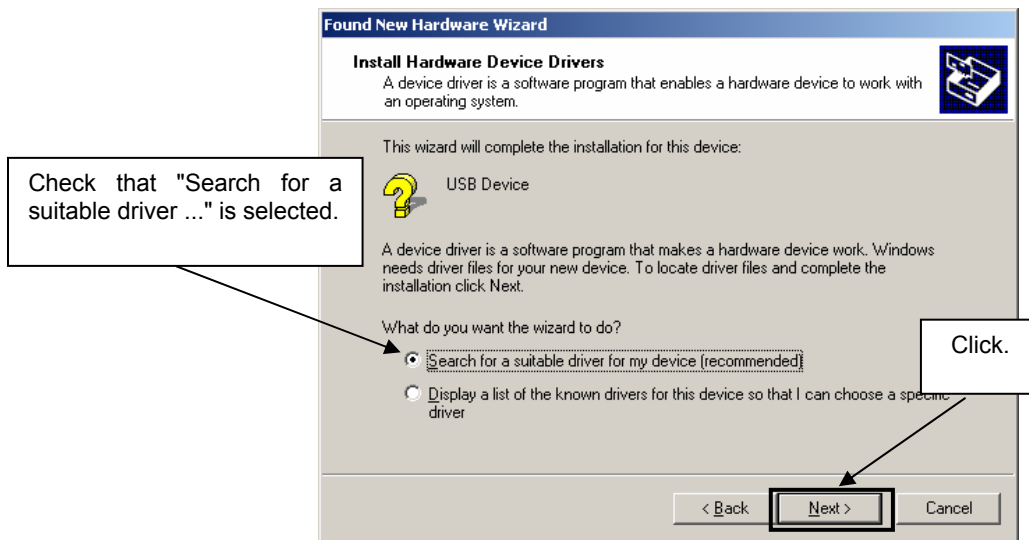 Found New Hardware Wizard
Install Hardware Device Drivers
A device driver is a software program that enables a hardware device to work with
an operating system.
This wizard will complete the installation for this device:
USB Device
Check that "Search for a
suitable driver ..." is selected.
A device driver is a software program that makes a hardware device work. Windows
needs driver files for your new device. To locate driver files and complete the
installation click Next.
What do you want the wizard to do?
Click.
Search for a suitable driver for my device (recommended)
Display a list of the known drivers for this device so that I can choose a specific
driver
< Back
Next >
Cancel